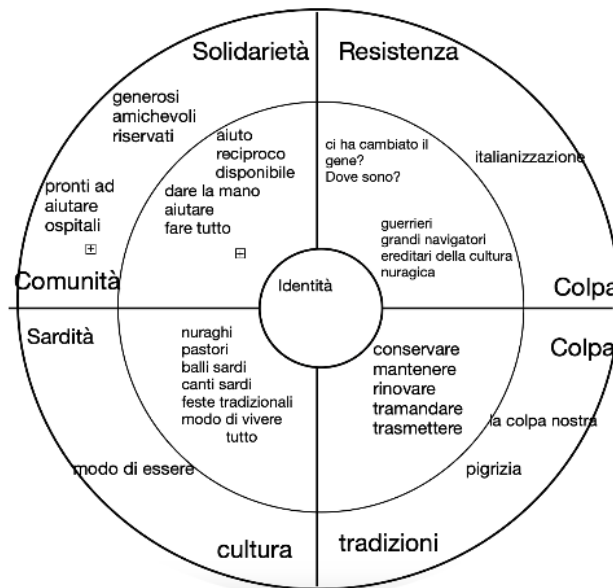 Solidarietà
generosi
amichevoli
riservati
aiuto
reciproco
disponibile
pronti ad
aiutare
ospitali
dare la mano
aiutare
fare tutto
Comunità
Resistenza
ci ha cambiato il
gene?
Dove sono?
italianizzazione
guerrieri
grandi navigatori
ereditari della cultura
nuragica
Colpa
Identità
Sardità
nuraghi
pastori
balli sardi
canti sardi
feste tradizionali
modo di vivere
tutto
modo di essere
cultura
Colpa
conservare
mantenere
rinovare
tramandare
trasmettere
la colpa nostra
pigrizia
tradizioni